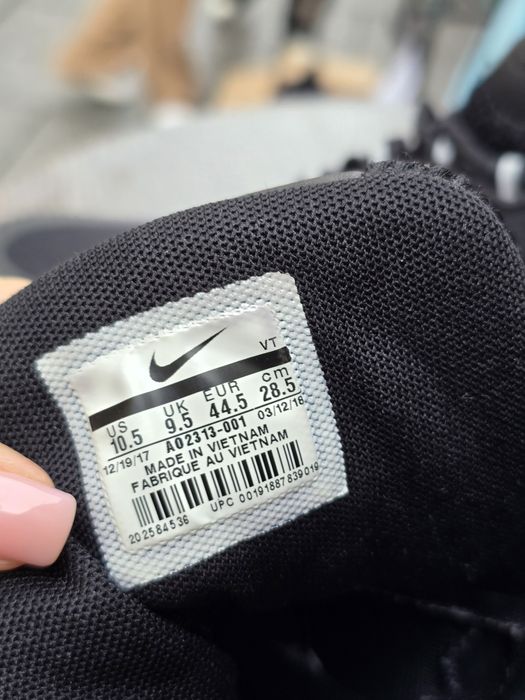 VT
US UK EUR cm
10.5 9.5 44.5 28.5
12/19/17 AO2313-001 03/12/18
MADE IN VIETNAM
FABRIQUE AU VIETNAM
202584536 UPC 00191887839019